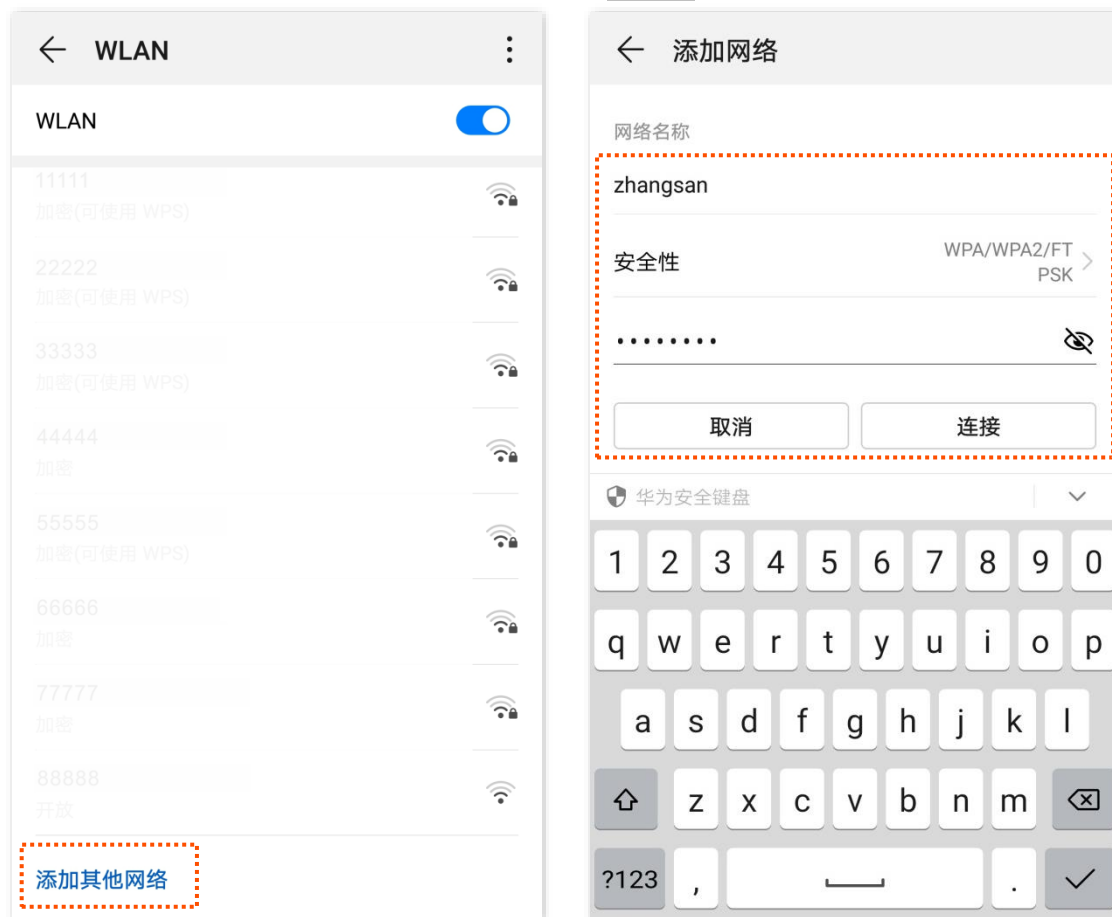 WLAN
WLAN
11111
加密(可使用 WPS)
22222
加密(可使用 WPS)
33333
加密(可使用 WPS)
44444
加密
55555
加密(可使用 WPS)
66666
加密
77777
加密
88888
开放
添加其他网络
添加网络
网络名称
zhangsan
安全性
WPA/WPA2/FT
PSK
••••••••
取消 连接
华为安全键盘
1 2 3 4 5 6 7 8 9 0
q w e r t y u i o p
a s d f g h j k l
z x c v b n m
?123 , .